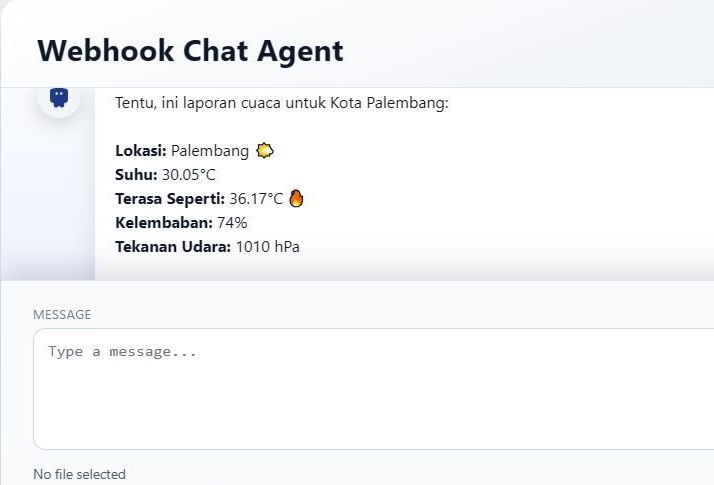 Webhook Chat Agent
Tentu, ini laporan cuaca untuk Kota Palembang:
Lokasi: Palembang 🌤️
Suhu: 30.05°C
Terasa Seperti: 36.17°C 🔥
Kelembaban: 74%
Tekanan Udara: 1010 hPa
MESSAGE
Type a message...
No file selected